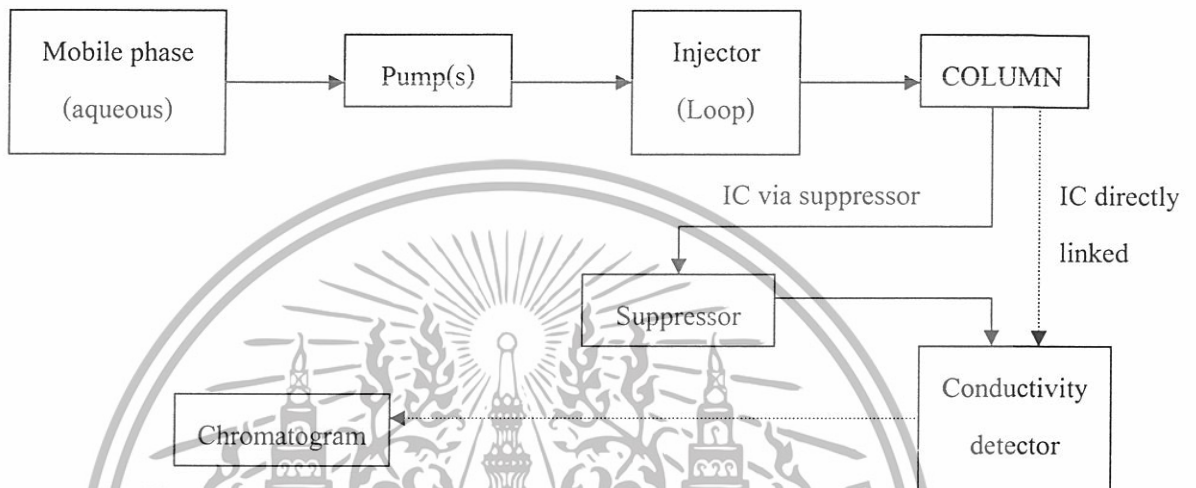 Mobile phase
(aqueous)
Pump(s)
Injector
(Loop)
COLUMN
IC via suppressor
IC directly
linked
Suppressor
Conductivity
detector
Chromatogram